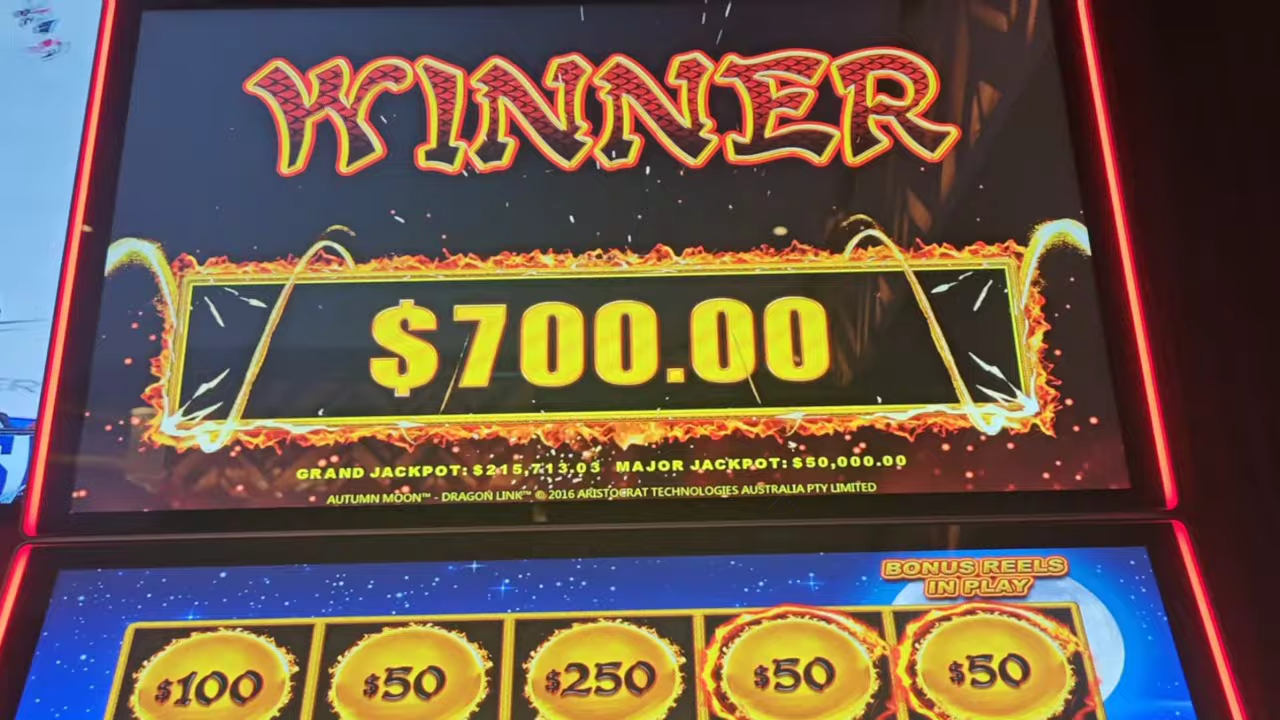 WINNER
$700.00
GRAND JACKPOT: $215,713.03 MAJOR JACKPOT: $50,000.00
AUTUMN MOON™ - DRAGON LINK™ © 2016 ARISTOCRAT TECHNOLOGIES AUSTRALIA PTY LIMITED
BONUS REELS
IN PLAY
$100 $50 $250 $50 $50